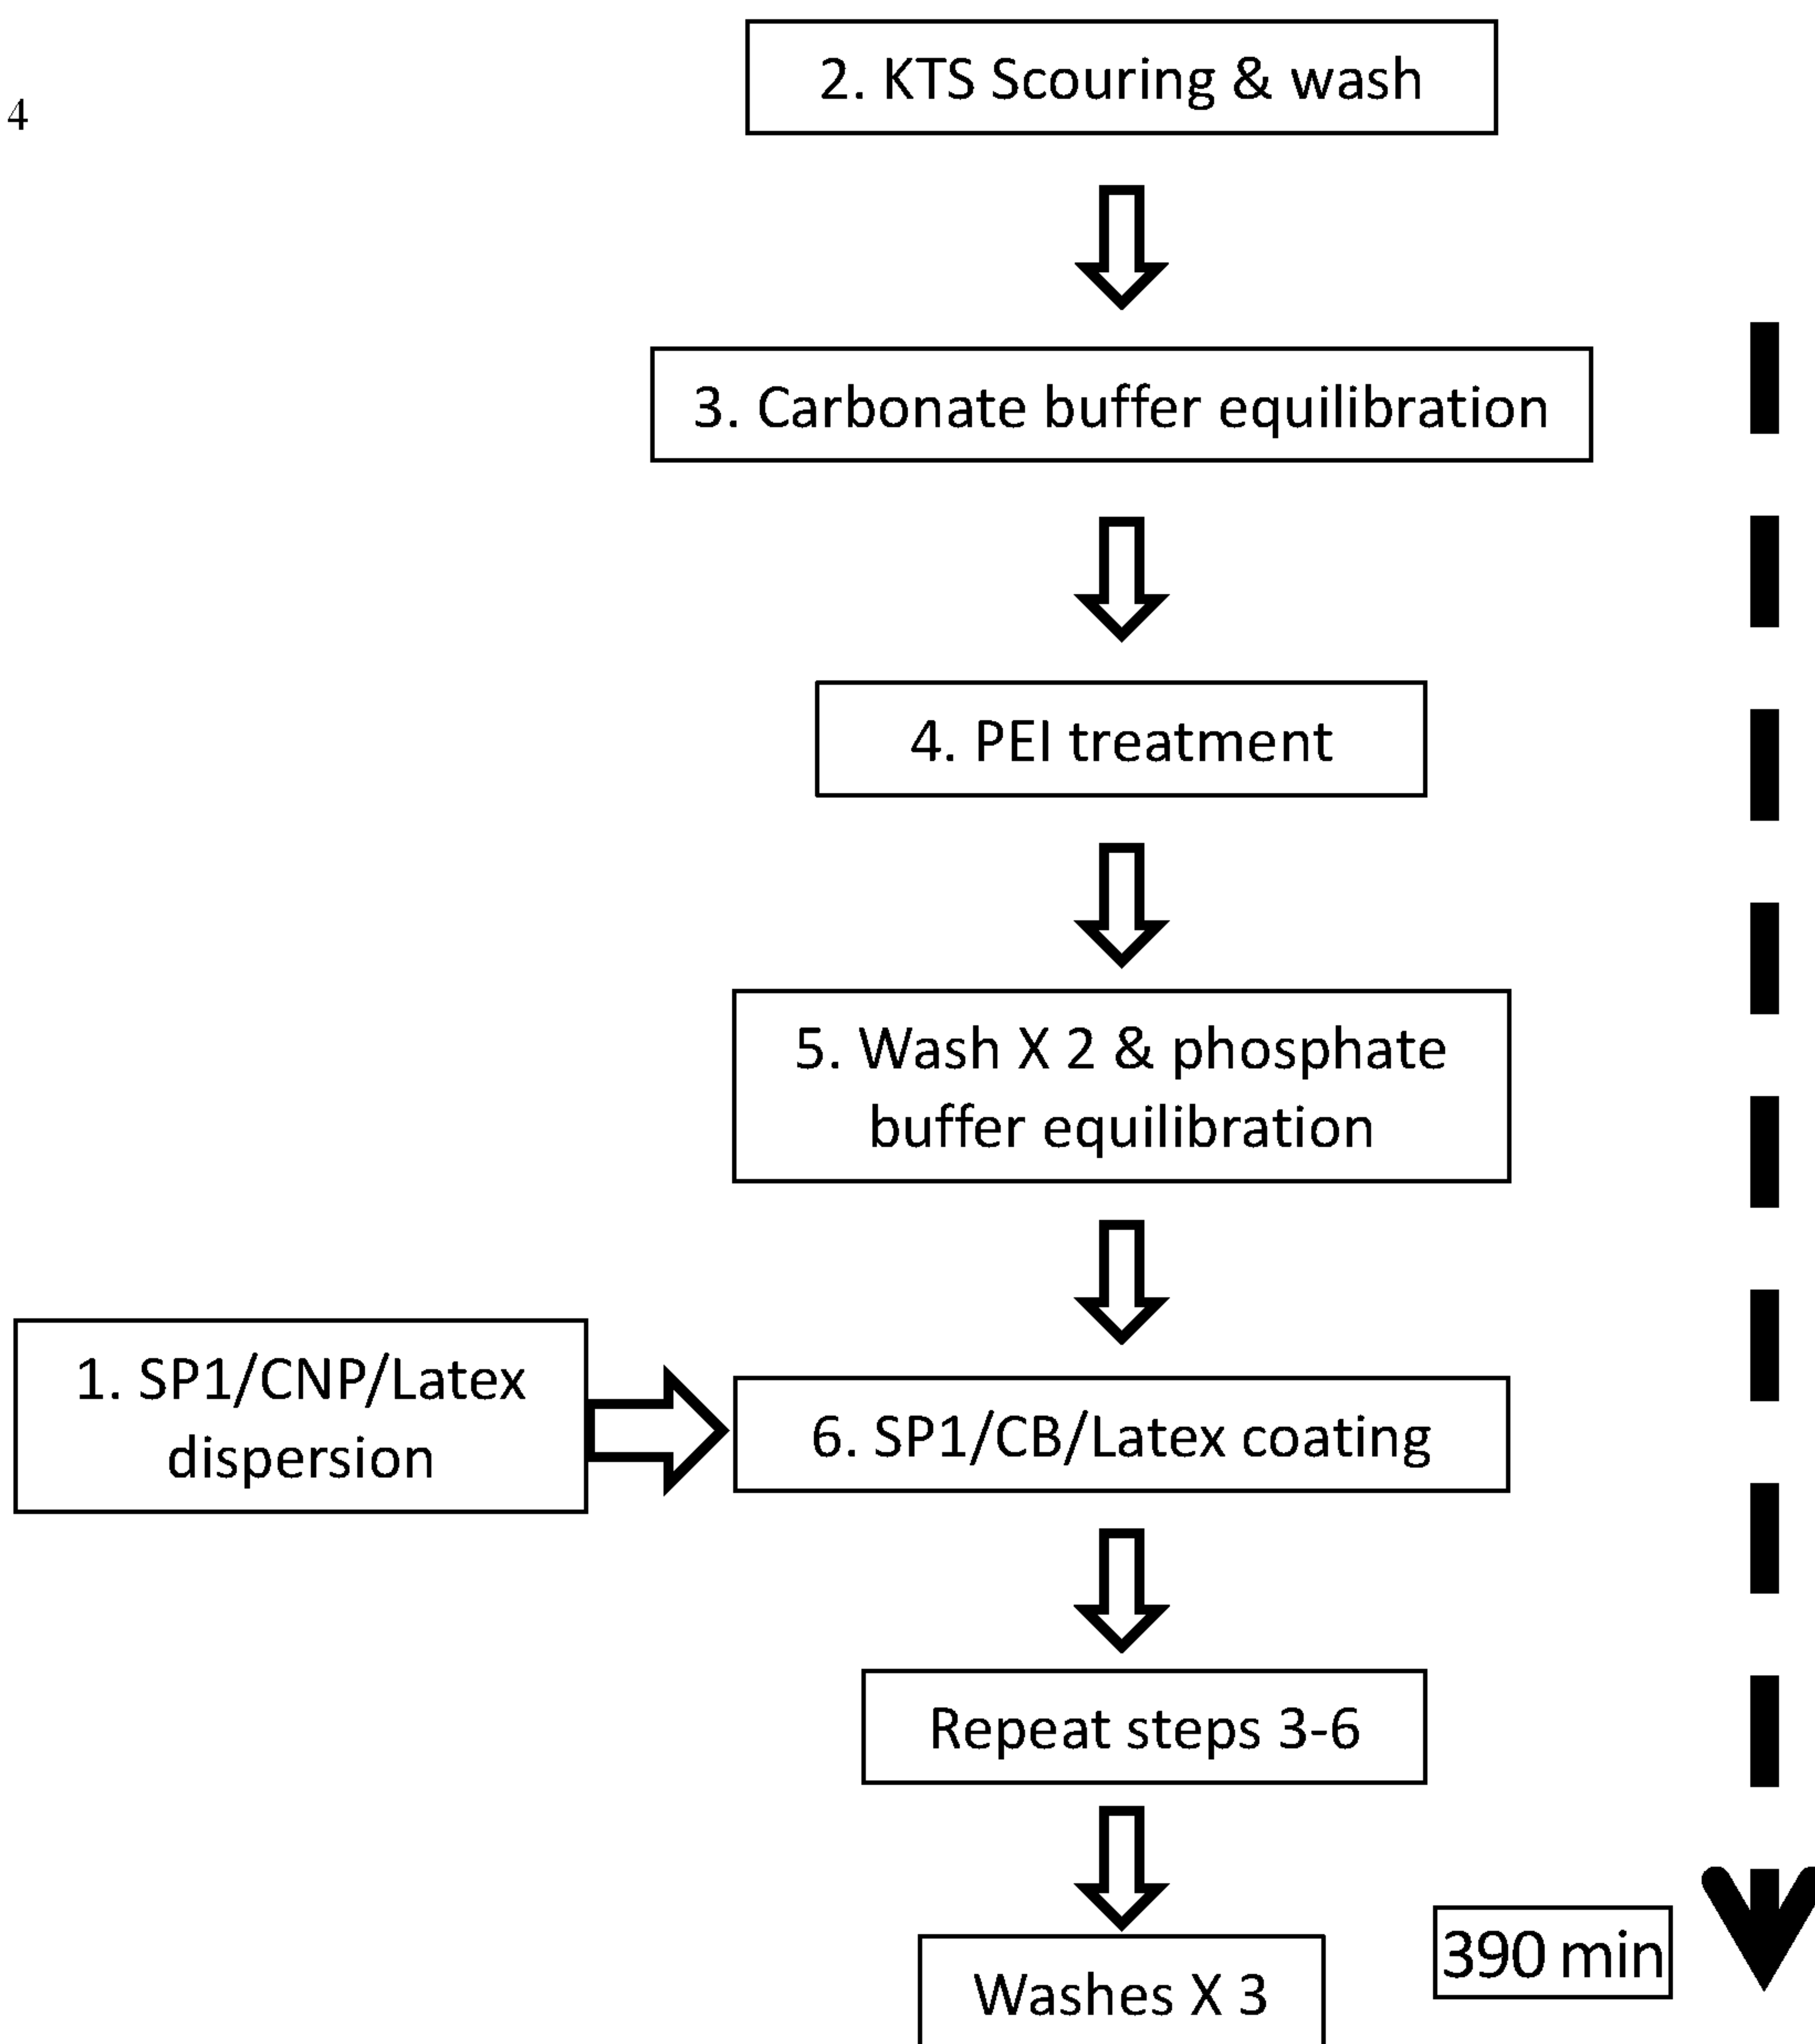 4
2. KTS Scouring & wash
3. Carbonate buffer equilibration
4. PEI treatment
5. Wash X 2 & phosphate
buffer equilibration
1. SP1/CNP/Latex
dispersion
6. SP1/CB/Latex coating
Repeat steps 3-6
390 min
Washes X 3